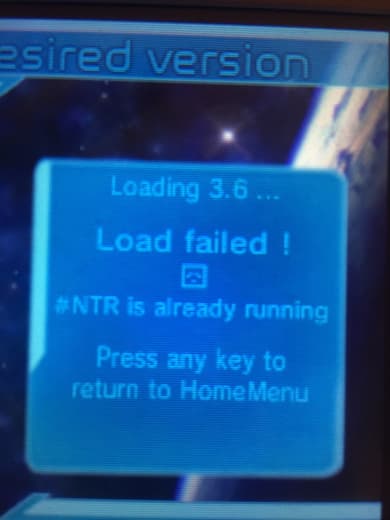 esired version
Loading 3.6 ...
Load failed !
#NTR is already running
Press any key to
return to HomeMenu